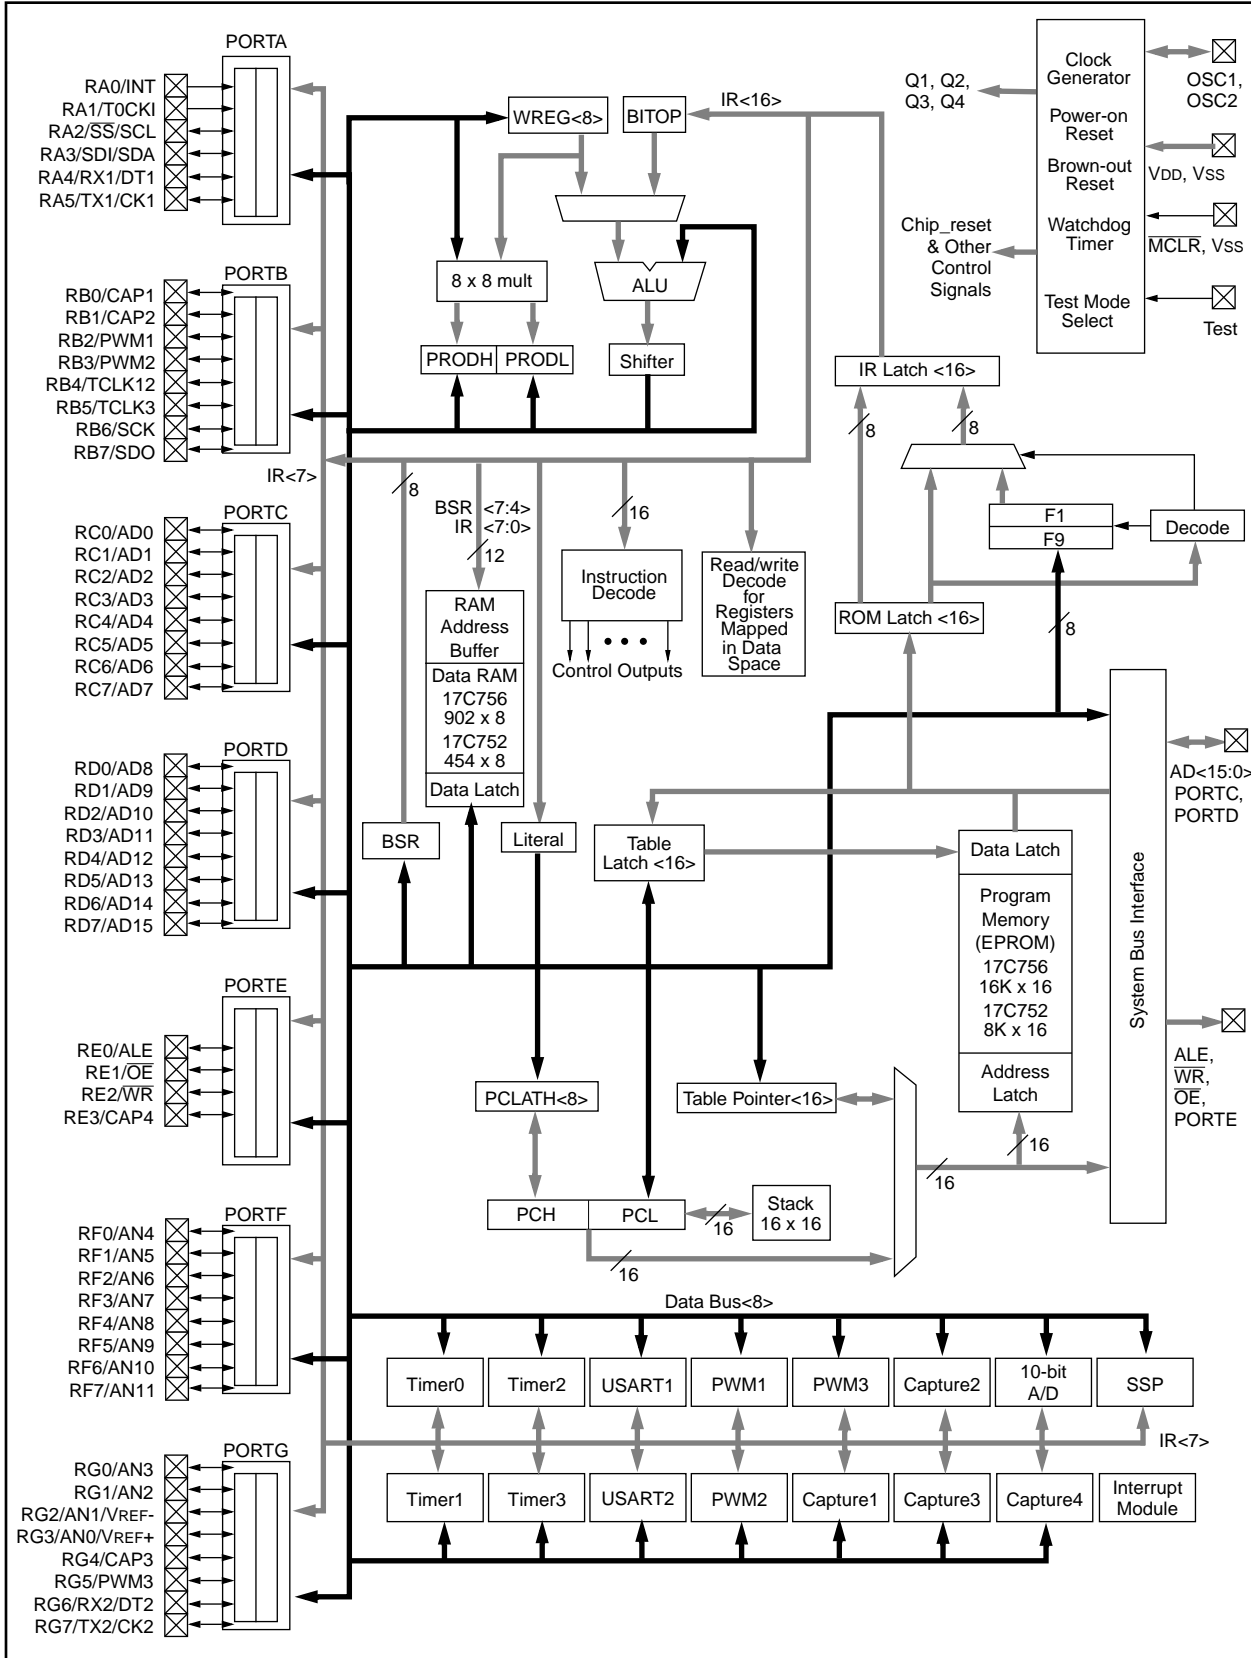 PORTA
RA0/INT
RA1/T0CKI
RA2/SS/SCL
RA3/SDI/SDA
RA4/RX1/DT1
RA5/TX1/CK1
PORTB
RB0/CAP1
RB1/CAP2
RB2/PWM1
RB3/PWM2
RB4/TCLK12
RB5/TCLK3
RB6/SCK
RB7/SDO
IR<7>
PORTC
RC0/AD0
RC1/AD1
RC2/AD2
RC3/AD3
RC4/AD4
RC5/AD5
RC6/AD6
RC7/AD7
PORTD
RD0/AD8
RD1/AD9
RD2/AD10
RD3/AD11
RD4/AD12
RD5/AD13
RD6/AD14
RD7/AD15
PORTE
RE0/ALE
RE1/OE
RE2/WR
RE3/CAP4
PORTF
RF0/AN4
RF1/AN5
RF2/AN6
RF3/AN7
RF4/AN8
RF5/AN9
RF6/AN10
RF7/AN11
PORTG
RG0/AN3
RG1/AN2
RG2/AN1/VREF-
RG3/AN0/VREF+
RG4/CAP3
RG5/PWM3
RG6/RX2/DT2
RG7/TX2/CK2
WREG<8>
BITOP
IR<16>
8 x 8 mult
ALU
PRODH
PRODL
Shifter
Q1, Q2,
Q3, Q4
Chip_reset
& Other
Control
Signals
Clock
Generator
Power-on
Reset
Brown-out
Reset
Watchdog
Timer
Test Mode
Select
OSC1,
OSC2
VDD, VSS
MCLR, VSS
Test
IR Latch <16>
8
8
F1
F9
Decode
ROM Latch <16>
8
8
BSR <7:4>
IR <7:0>
12
16
RAM
Address
Buffer
Data RAM
17C756
902 x 8
17C752
454 x 8
Data Latch
Instruction
Decode
Control Outputs
Read/write
Decode
for
Registers
Mapped
in Data
Space
BSR
Literal
Table
Latch <16>
Data Latch
Program
Memory
(EPROM)
17C756
16K x 16
17C752
8K x 16
Address
Latch
System Bus Interface
AD<15:0>
PORTC,
PORTD
ALE,
WR,
OE,
PORTE
PCLATH<8>
Table Pointer<16>
16
16
PCH
PCL
16
Stack
16 x 16
16
Data Bus<8>
Timer0
Timer2
USART1
PWM1
PWM3
Capture2
10-bit
A/D
SSP
IR<7>
Timer1
Timer3
USART2
PWM2
Capture1
Capture3
Capture4
Interrupt
Module